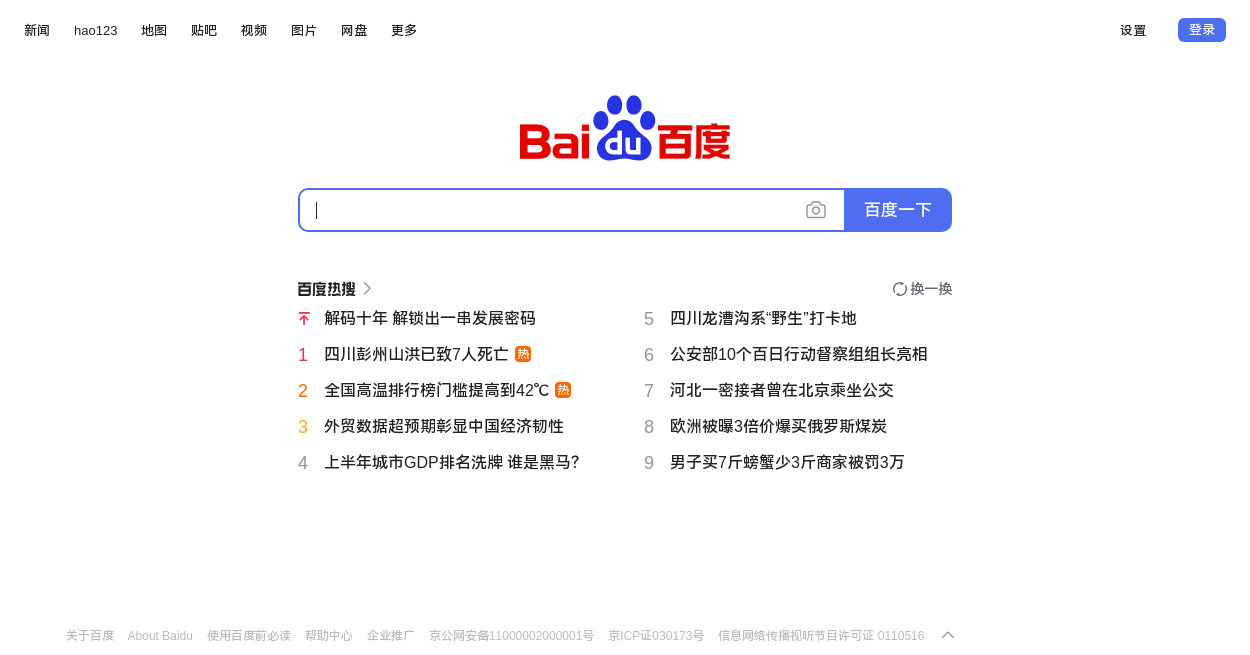 新闻 hao123 地图 贴吧 视频 图片 网盘 更多 设置 登录
Bai du 百度
百度一下
百度热搜 换一换
解码十年 解锁出一串发展密码
1 四川彭州山洪已致7人死亡 热
2 全国高温排行榜门槛提高到42℃ 热
3 外贸数据超预期彰显中国经济韧性
4 上半年城市GDP排名洗牌 谁是黑马？
5 四川龙漕沟系“野生”打卡地
6 公安部10个百日行动督察组组长亮相
7 河北一密接者曾在北京乘坐公交
8 欧洲被曝3倍价爆买俄罗斯煤炭
9 男子买7斤螃蟹少3斤商家被罚3万
关于百度 About Baidu 使用百度前必读 帮助中心 企业推广 京公网安备11000002000001号 京ICP证030173号 信息网络传播视听节目许可证 0110516